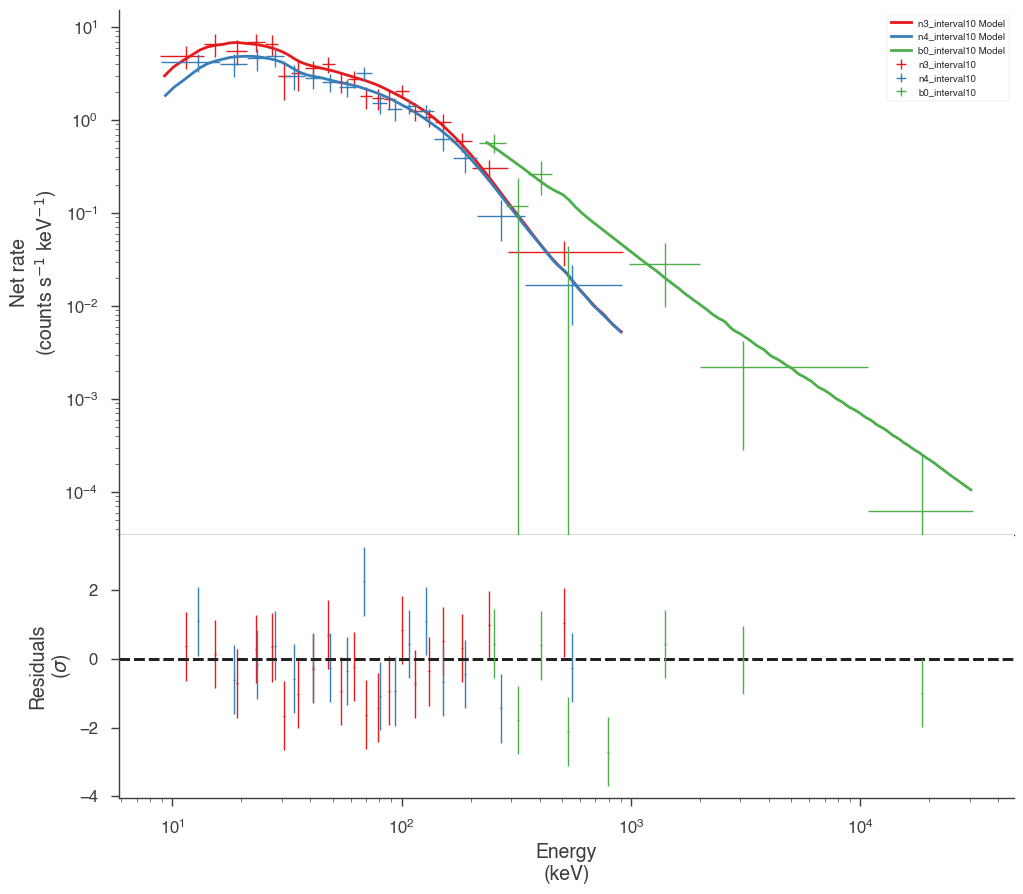 n3_interval10 Model
n4_interval10 Model
b0_interval10 Model
n3_interval10
n4_interval10
b0_interval10
Net rate
(counts s⁻¹ keV⁻¹)
10¹
10⁰
10⁻¹
10⁻²
10⁻³
10⁻⁴
Residuals
(σ)
2
0
−2
−4
10¹ 10² 10³ 10⁴
Energy
(keV)